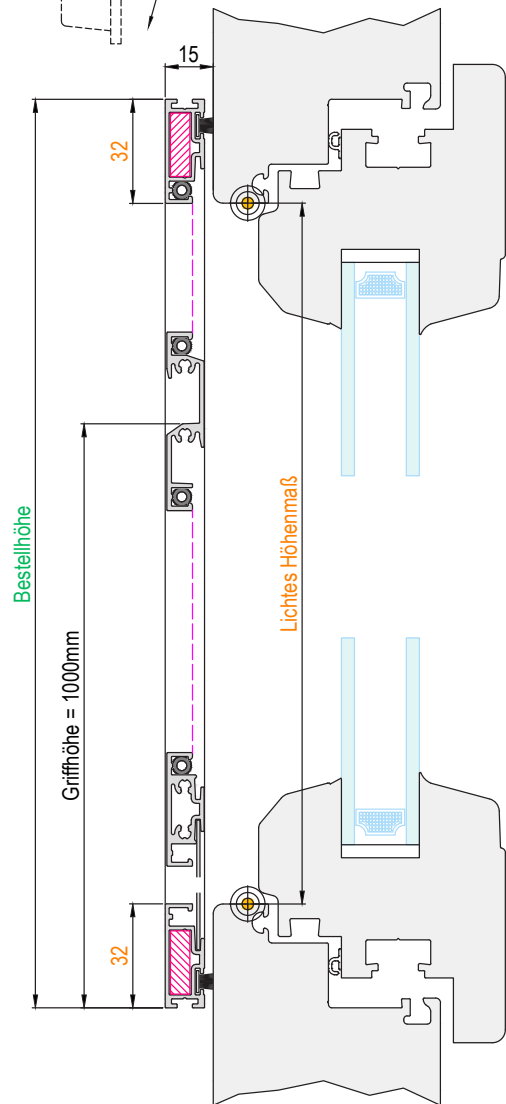 15
32
Bestellhöhe
Lichtes Höhenmaß
Griffhöhe = 1000mm
32